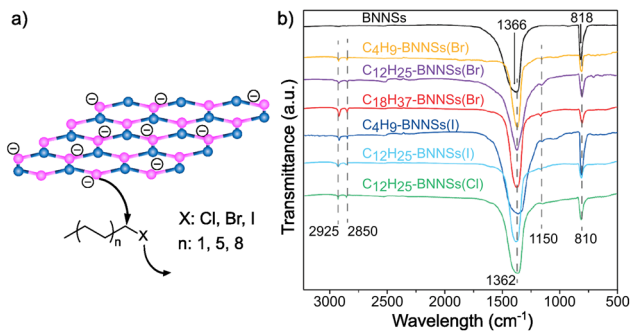 a)
⊖
⊖
⊖
⊖
⊖
⊖
⊖
⊖
⊖
n
X
X: Cl, Br, I
n: 1, 5, 8
b)
BNNSs
1366
818
C4H9-BNNSs(Br)
C12H25-BNNSs(Br)
C18H37-BNNSs(Br)
C4H9-BNNSs(I)
C12H25-BNNSs(I)
C12H25-BNNSs(Cl)
2925
2850
1150
810
1362
Transmittance (a.u.)
3000 2500 2000 1500 1000 500
Wavelength (cm⁻¹)